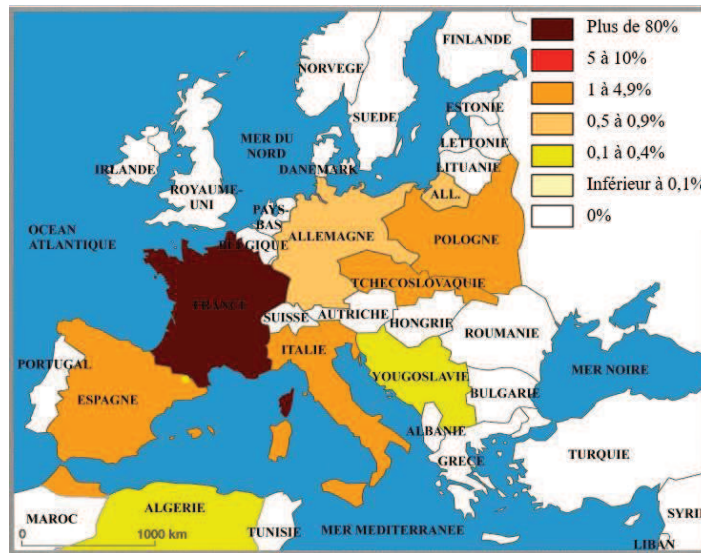 Plus de 80%
5 à 10%
1 à 4,9%
0,5 à 0,9%
0,1 à 0,4%
Inférieur à 0,1%
0%
FINLANDE
NORVEGE
SUEDE
ESTONIE
LETTONIE
LITUANIE
MER DU
NORD
DANEMARK
IRLANDE
ROYAUME-
UNI
PAYS-
BAS
ALL.
OCEAN
ATLANTIQUE
BELGIQUE
ALLEMAGNE
POLOGNE
TCHECOSLOVAQUIE
FRANCE
SUISSE
AUTRICHE
HONGRIE
ROUMANIE
ITALIE
PORTUGAL
ESPAGNE
YOUGOSLAVIE
MER NOIRE
BULGARIE
ALBANIE
GRECE
TURQUIE
MAROC
ALGERIE
TUNISIE
MER MEDITERRANEE
SYRI
LIBAN
0
1000 km